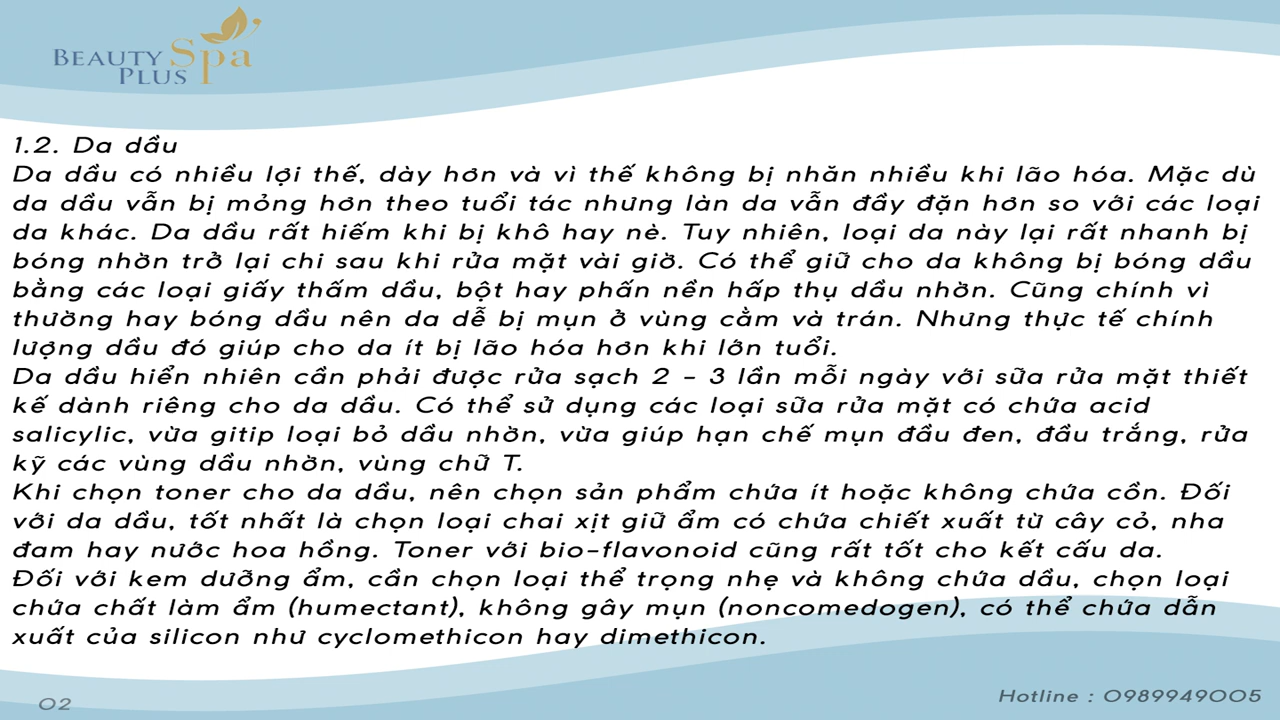 BEAUTY Spa
PLUS
1.2. Da dầu
Da dầu có nhiều lợi thế, dày hơn và vì thế không bị nhăn nhiều khi lão hóa. Mặc dù
da dầu vẫn bị mỏng hơn theo tuổi tác nhưng làn da vẫn đầy đặn hơn so với các loại
da khác. Da dầu rất hiếm khi bị khô hay nẻ. Tuy nhiên, loại da này lại rất nhanh bị
bóng nhờn trở lại chi sau khi rửa mặt vài giờ. Có thể giữ cho da không bị bóng dầu
bằng các loại giấy thấm dầu, bột hay phấn nền hấp thụ dầu nhờn. Cũng chính vì
thường hay bóng dầu nên da dễ bị mụn ở vùng cằm và trán. Nhưng thực tế chính
lượng dầu đó giúp cho da ít bị lão hóa hơn khi lớn tuổi.
Da dầu hiển nhiên cần phải được rửa sạch 2 - 3 lần mỗi ngày với sữa rửa mặt thiết
kế dành riêng cho da dầu. Có thể sử dụng các loại sữa rửa mặt có chứa acid
salicylic, vừa gitip loại bỏ dầu nhờn, vừa giúp hạn chế mụn đầu đen, đầu trắng, rửa
kỹ các vùng dầu nhờn, vùng chữ T.
Khi chọn toner cho da dầu, nên chọn sản phẩm chứa ít hoặc không chứa cồn. Đối
với da dầu, tốt nhất là chọn loại chai xịt giữ ẩm có chứa chiết xuất từ cây cỏ, nha
đam hay nước hoa hồng. Toner với bio-flavonoid cũng rất tốt cho kết cấu da.
Đối với kem dưỡng ẩm, cần chọn loại thể trọng nhẹ và không chứa dầu, chọn loại
chứa chất làm ẩm (humectant), không gây mụn (noncomedogen), có thể chứa dẫn
xuất của silicon như cyclomethicon hay dimethicon.
02
Hotline : 0989949005